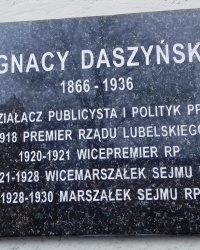 GNACY DASZYŃSK
1866 - 1936
ZIAŁACZ PUBLICYSTA I POLITYK PP
918 PREMIER RZĄDU LUBELSKIEGO
1920-1921 WICEPREMIER RP
21-1928 WICEMARSZAŁEK SEJMU
1928-1930 MARSZAŁEK SEJMU RP